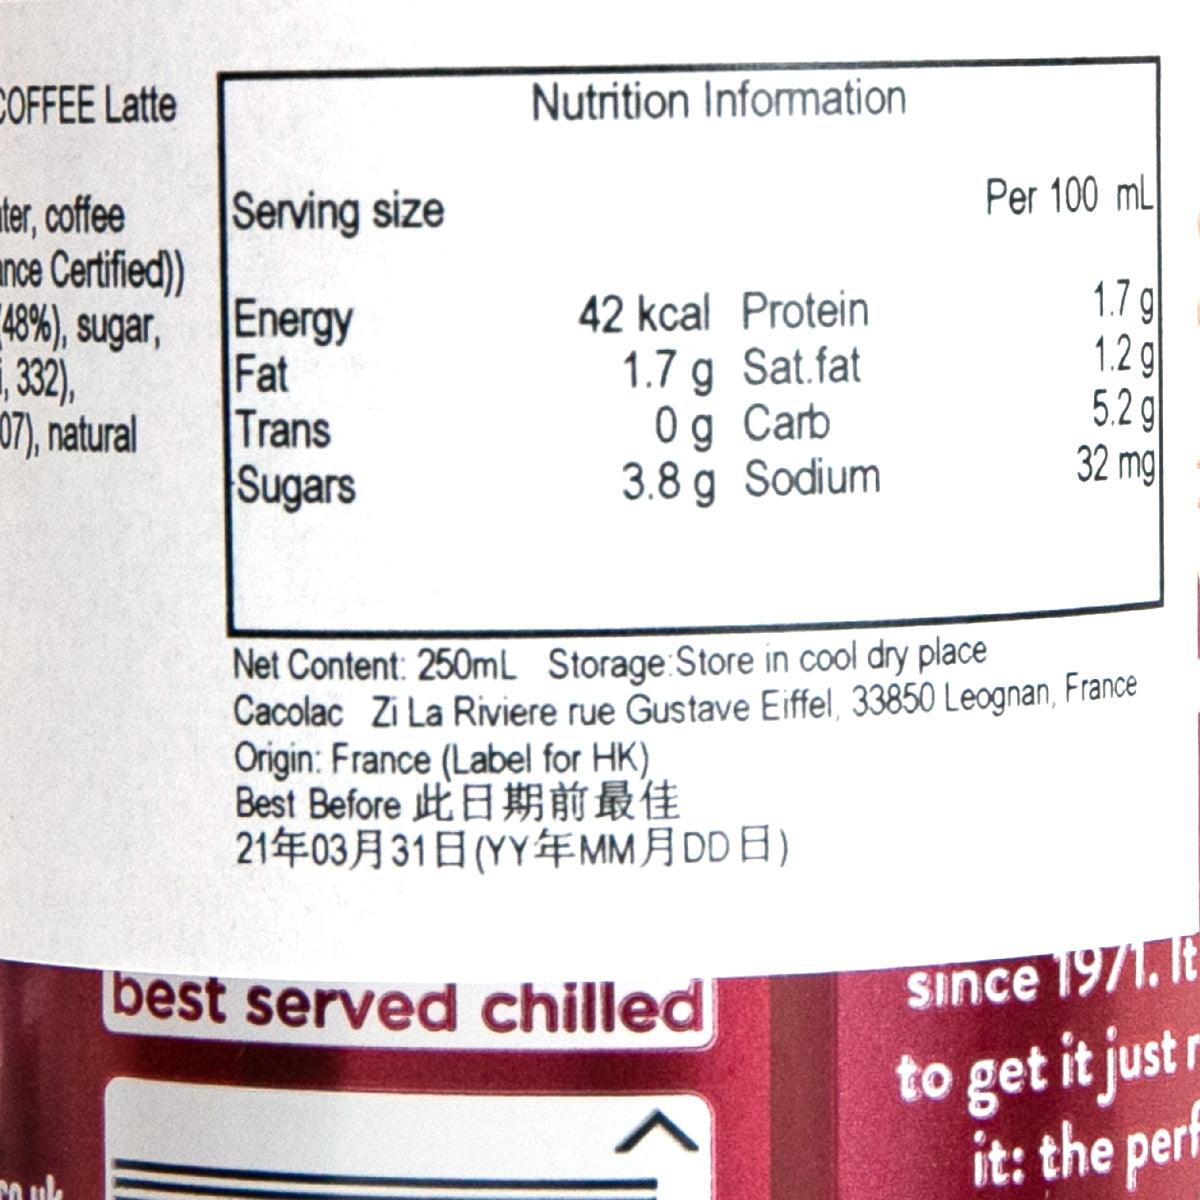 COFFEE Latte
coffee
Certified))
48%), sugar,
332),
07), natural
Nutrition Information
Serving size Per 100 mL
Energy 42 kcal Protein 1.7 g
Fat 1.7 g Sat.fat 1.2 g
Trans 0 g Carb 5.2 g
Sugars 3.8 g Sodium 32 mg
Net Content: 250mL Storage:Store in cool dry place
Cacolac Zi La Riviere rue Gustave Eiffel, 33850 Leognan, France
Origin: France (Label for HK)
Best Before 此日期前最佳
21年03月31日(YY年MM月DD日)
best served chilled
since 1971. It
to get it just
it: the